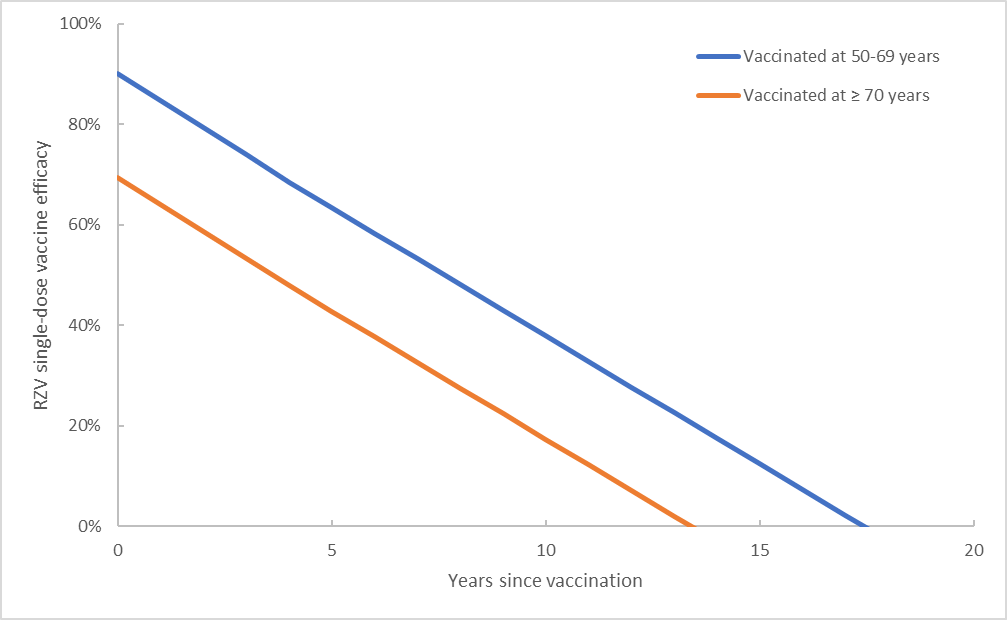 100%
80%
60%
40%
20%
0%
RZV single-dose vaccine efficacy
Vaccinated at 50-69 years
Vaccinated at ≥ 70 years
0 5 10 15 20
Years since vaccination